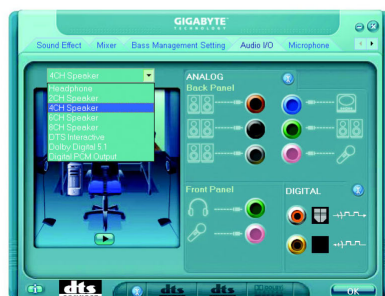 GIGABYTE
TECHNOLOGY
Sound Effect Mixer Bass Management Setting Audio I/O Microphone
4CH Speaker
Headphone
2CH Speaker
4CH Speaker
6CH Speaker
8CH Speaker
DTS Interactive
Dolby Digital 5.1
Digital PCM Output
ANALOG
Back Panel
Front Panel
DIGITAL
dts
dts
dts
OK